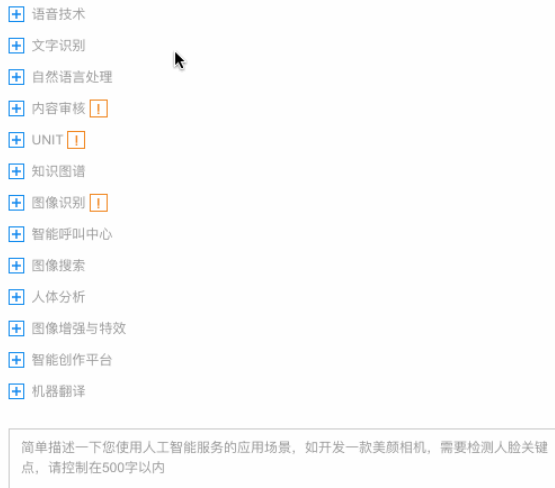 语音技术
文字识别
自然语言处理
内容审核 !
UNIT !
知识图谱
图像识别 !
智能呼叫中心
图像搜索
人体分析
图像增强与特效
智能创作平台
机器翻译
简单描述一下您使用人工智能服务的应用场景，如开发一款美颜相机，需要检测人脸关键
点，请控制在500字以内